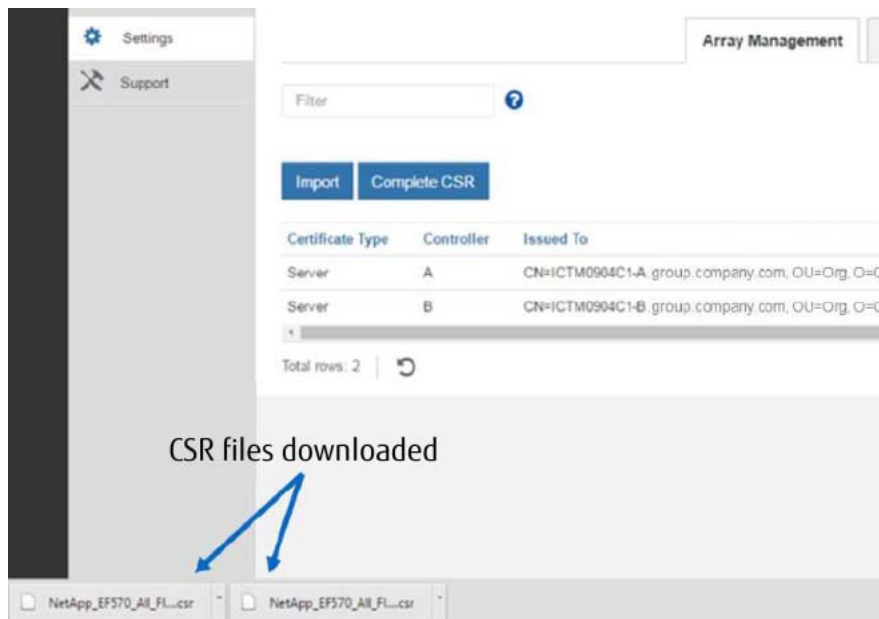 Settings
Array Management
Support
Filter
Import Complete CSR
Certificate Type Controller Issued To
Server A CN=ICTM0904C1-A.group.company.com, OU=Org, O=
Server B CN=ICTM0904C1-B.group.company.com, OU=Org, O=
Total rows: 2
CSR files downloaded
NetApp_EF570_All_Fl....csr NetApp_EF570_All_Fl....csr